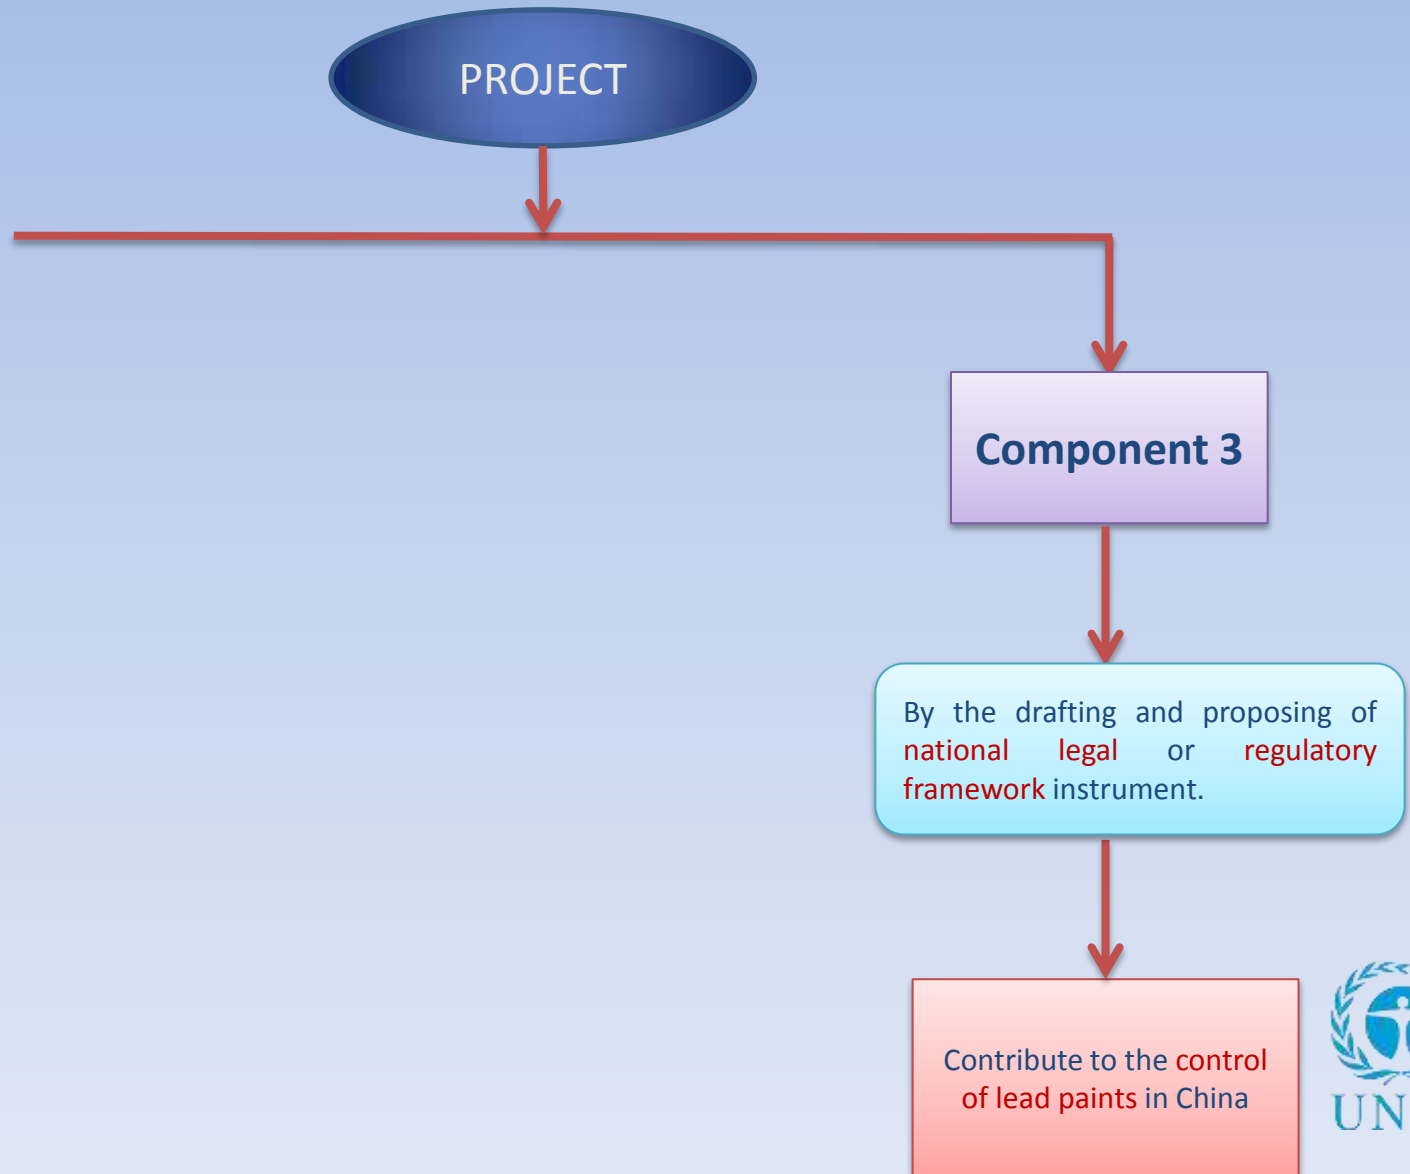 PROJECT
Component 3
By the drafting and proposing of
national legal or regulatory
framework instrument.
Contribute to the control
of lead paints in China
UN